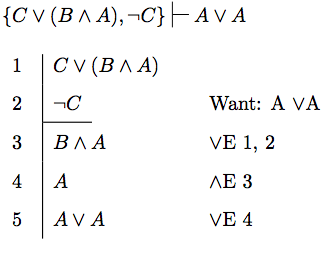 {C ∨ (B ∧ A), ¬C} ⊢ A ∨ A
1 C ∨ (B ∧ A)
2 ¬C Want: A ∨A
3 B ∧ A ∨E 1, 2
4 A ∧E 3
5 A ∨ A ∨E 4